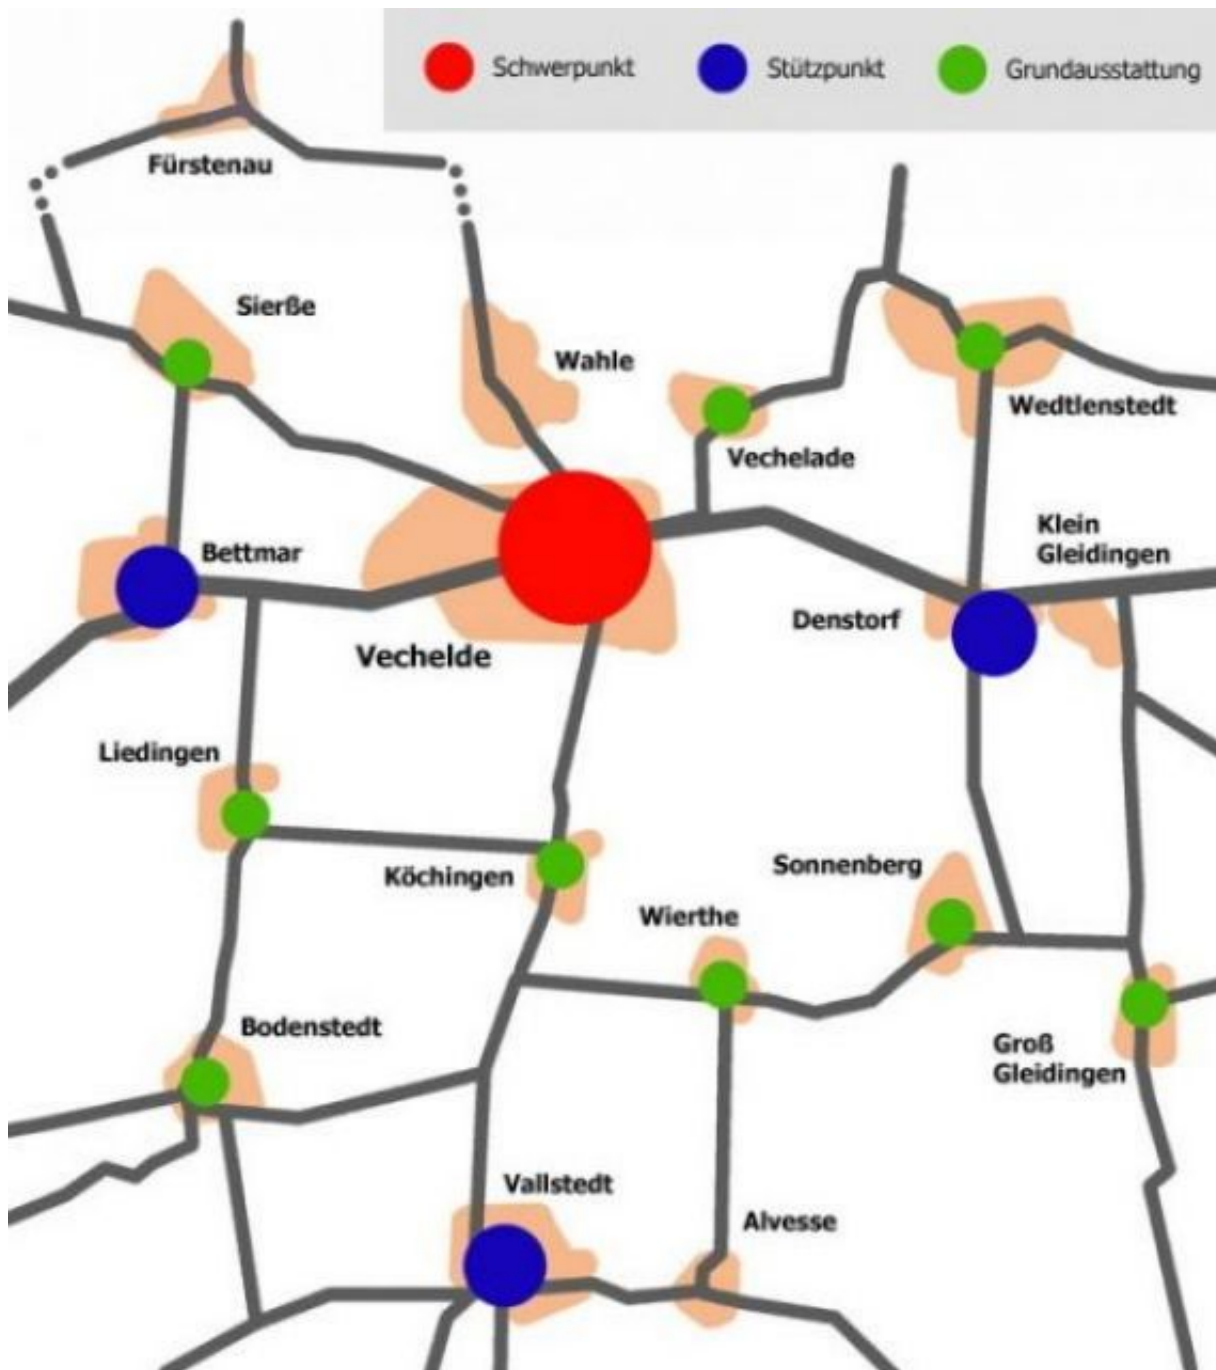 Schwerpunkt
Stützpunkt
Grundausstattung
Fürstenau
Sierße
Wahle
Wedtlenstedt
Vechelade
Klein
Gleidingen
Bettmar
Denstorf
Vechelde
Liedingen
Köchingen
Sonnenberg
Wierthe
Bodenstedt
Groß
Gleidingen
Vallstedt
Alvesse